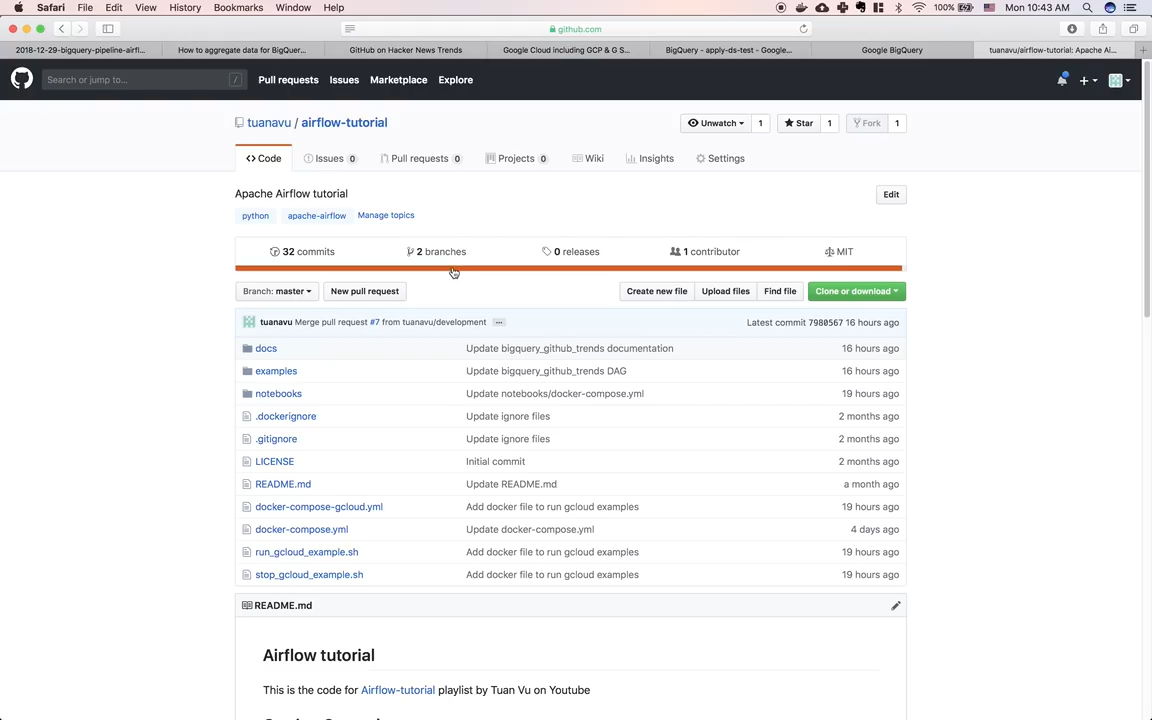 Safari File Edit View History Bookmarks Window Help 100% Mon 10:43 AM
github.com
2018-12-29-bigquery-pipeline-airfl... How to aggregate data for BigQuer... GitHub on Hacker News Trends Google Cloud including GCP & G S... BigQuery - apply-ds-test - Google... Google BigQuery tuanavu/airflow-tutorial: Apache Ai...
Search or jump to... / Pull requests Issues Marketplace Explore
tuanavu / airflow-tutorial Unwatch 1 Star 1 Fork 1
Code Issues 0 Pull requests 0 Projects 0 Wiki Insights Settings
Apache Airflow tutorial Edit
python apache-airflow Manage topics
32 commits 2 branches 0 releases 1 contributor MIT
Branch: master New pull request Create new file Upload files Find file Clone or download
tuanavu Merge pull request #7 from tuanavu/development ... Latest commit 7980567 16 hours ago
docs Update bigquery_github_trends documentation 16 hours ago
examples Update bigquery_github_trends DAG 16 hours ago
notebooks Update notebooks/docker-compose.yml 19 hours ago
.dockerignore Update ignore files 2 months ago
.gitignore Update ignore files 2 months ago
LICENSE Initial commit 2 months ago
README.md Update README.md a month ago
docker-compose-gcloud.yml Add docker file to run gcloud examples 19 hours ago
docker-compose.yml Update docker-compose.yml 4 days ago
run_gcloud_example.sh Add docker file to run gcloud examples 19 hours ago
stop_gcloud_example.sh Add docker file to run gcloud examples 19 hours ago
README.md
Airflow tutorial
This is the code for Airflow-tutorial playlist by Tuan Vu on Youtube